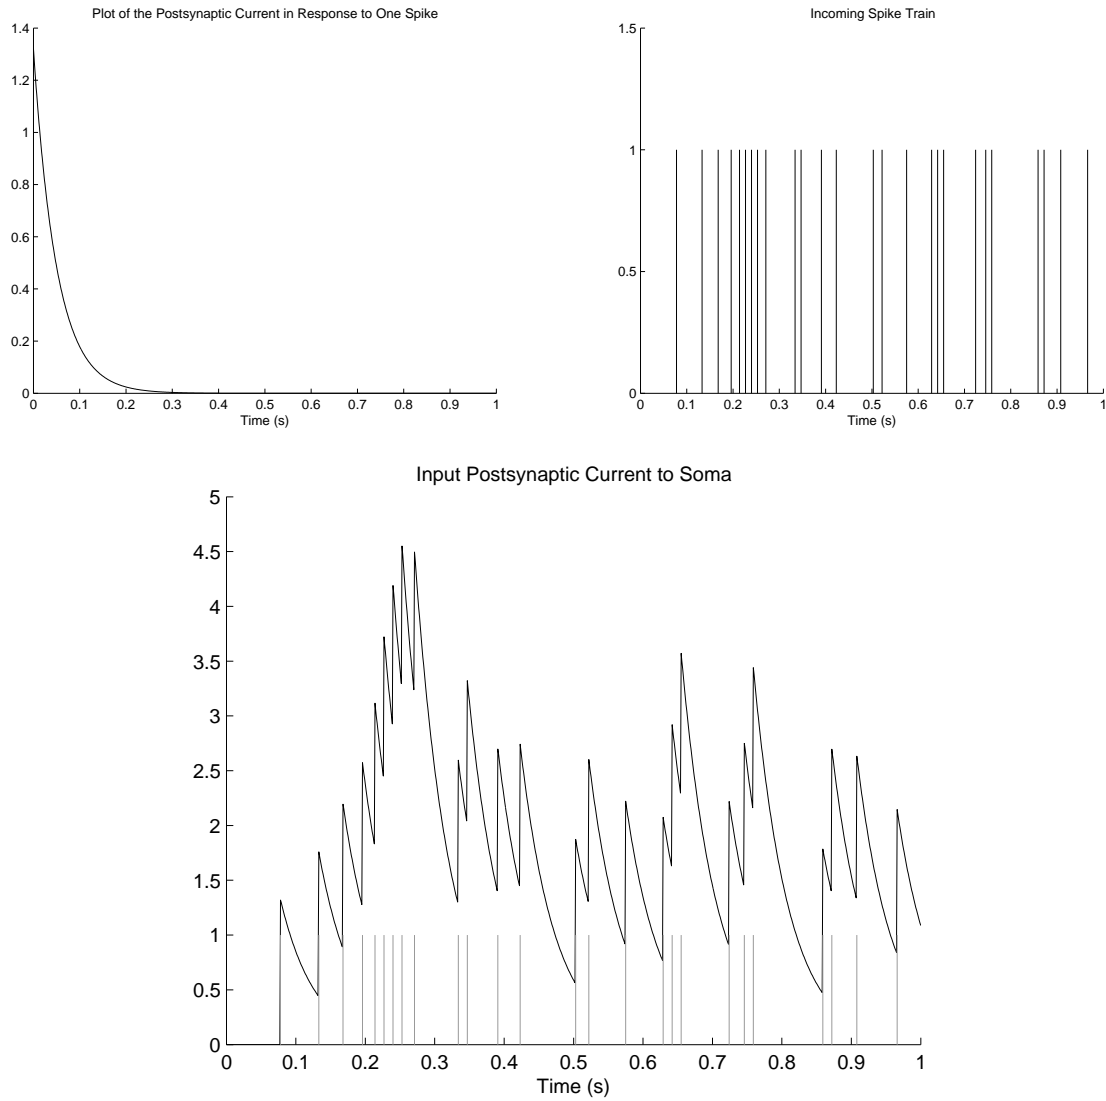 Plot of the Postsynaptic Current in Response to One Spike
1.4
1.2
1
0.8
0.6
0.4
0.2
0
0 0.1 0.2 0.3 0.4 0.5 0.6 0.7 0.8 0.9 1
Time (s)
Incoming Spike Train
1.5
1
0.5
0
0 0.1 0.2 0.3 0.4 0.5 0.6 0.7 0.8 0.9 1
Time (s)
Input Postsynaptic Current to Soma
5
4.5
4
3.5
3
2.5
2
1.5
1
0.5
0
0 0.1 0.2 0.3 0.4 0.5 0.6 0.7 0.8 0.9 1
Time (s)